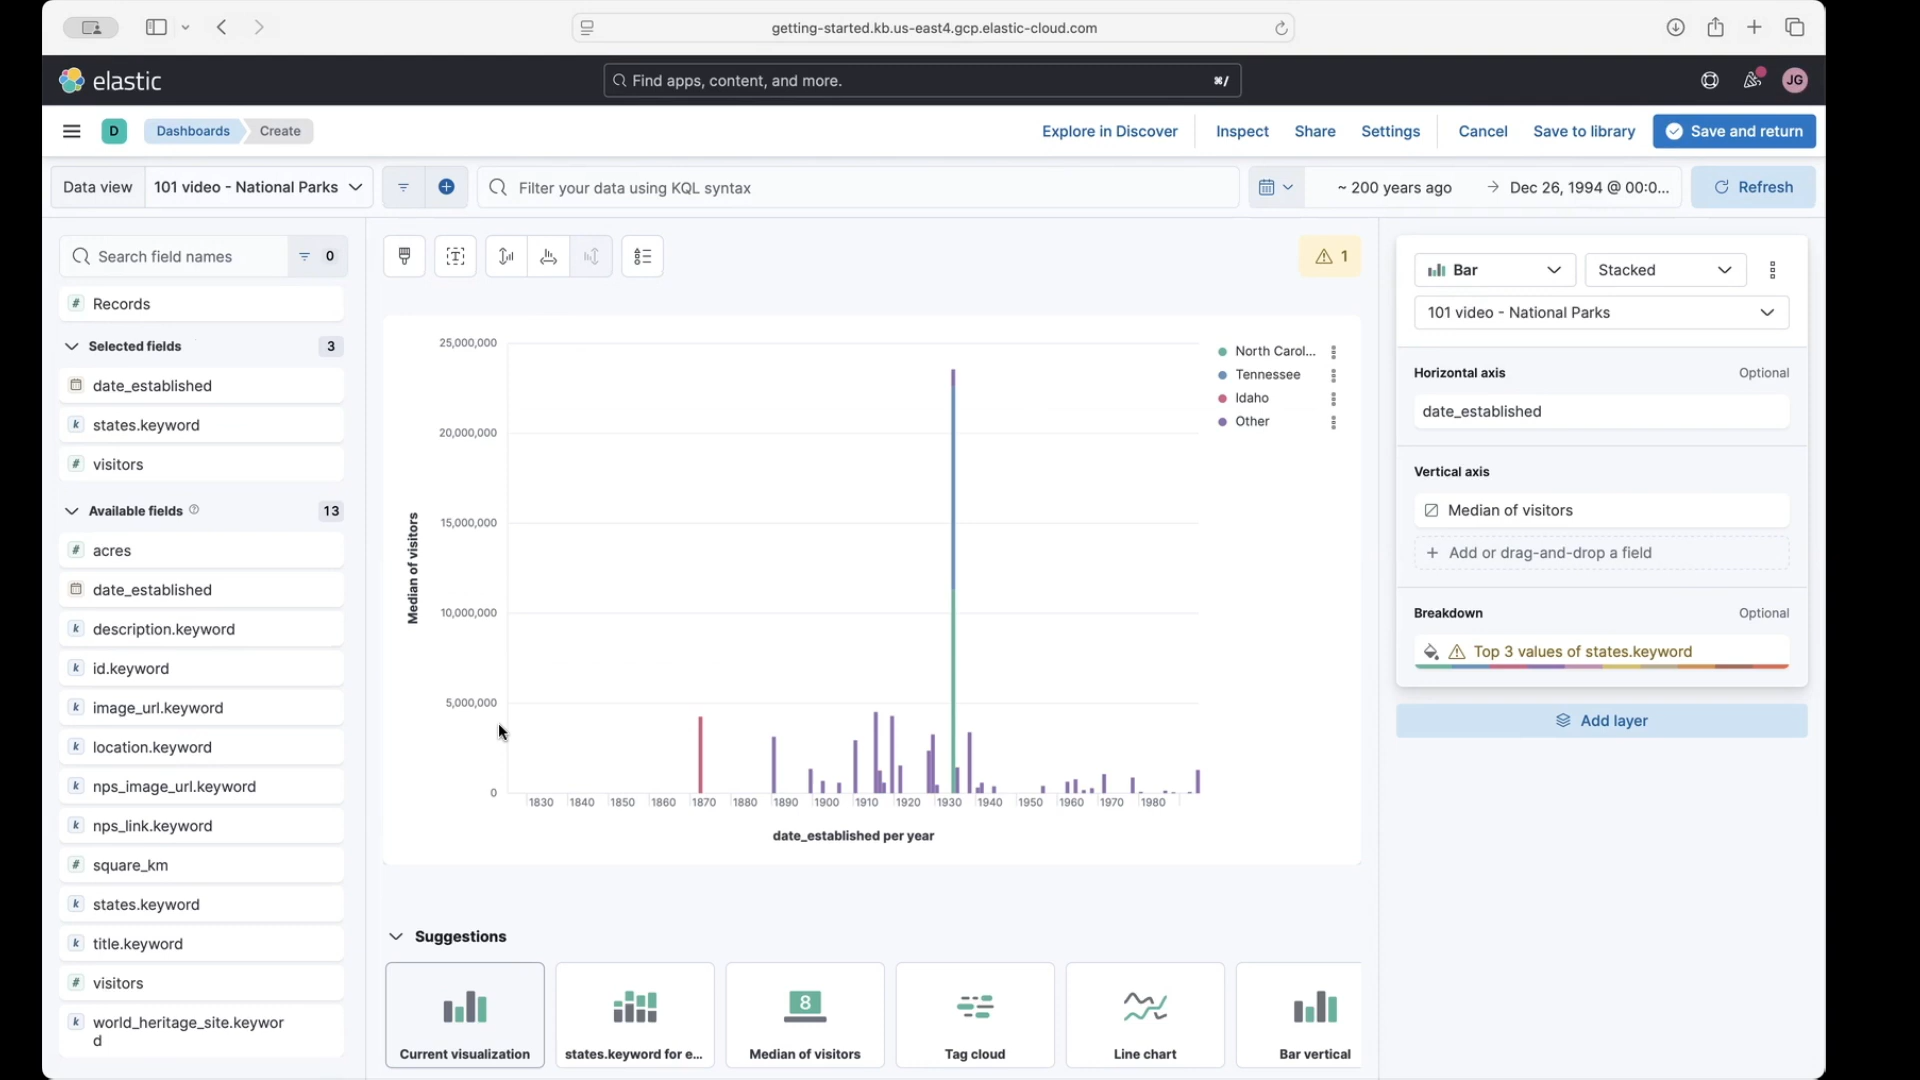 getting-started.kb.us-east4.gcp.elastic-cloud.com
elastic
Find apps, content, and more.
⌘/
JG
D
Dashboards
Create
Explore in Discover
Inspect
Share
Settings
Cancel
Save to library
Save and return
Data view
101 video - National Parks
Filter your data using KQL syntax
~ 200 years ago
→
Dec 26, 1994 @ 00:0...
Refresh
Search field names
0
1
# Records
Selected fields
3
date_established
k states.keyword
# visitors
Available fields
13
# acres
date_established
k description.keyword
k id.keyword
k image_url.keyword
k location.keyword
k nps_image_url.keyword
k nps_link.keyword
# square_km
k states.keyword
k title.keyword
# visitors
k world_heritage_site.keywor
d
25,000,000
20,000,000
15,000,000
10,000,000
5,000,000
0
Median of visitors
1830 1840 1850 1860 1870 1880 1890 1900 1910 1920 1930 1940 1950 1960 1970 1980
date_established per year
North Carol...
Tennessee
Idaho
Other
Suggestions
Current visualization
states.keyword for e...
8
Median of visitors
Tag cloud
Line chart
Bar vertical
Bar
Stacked
101 video - National Parks
Horizontal axis
Optional
date_established
Vertical axis
Median of visitors
+ Add or drag-and-drop a field
Breakdown
Optional
Top 3 values of states.keyword
Add layer